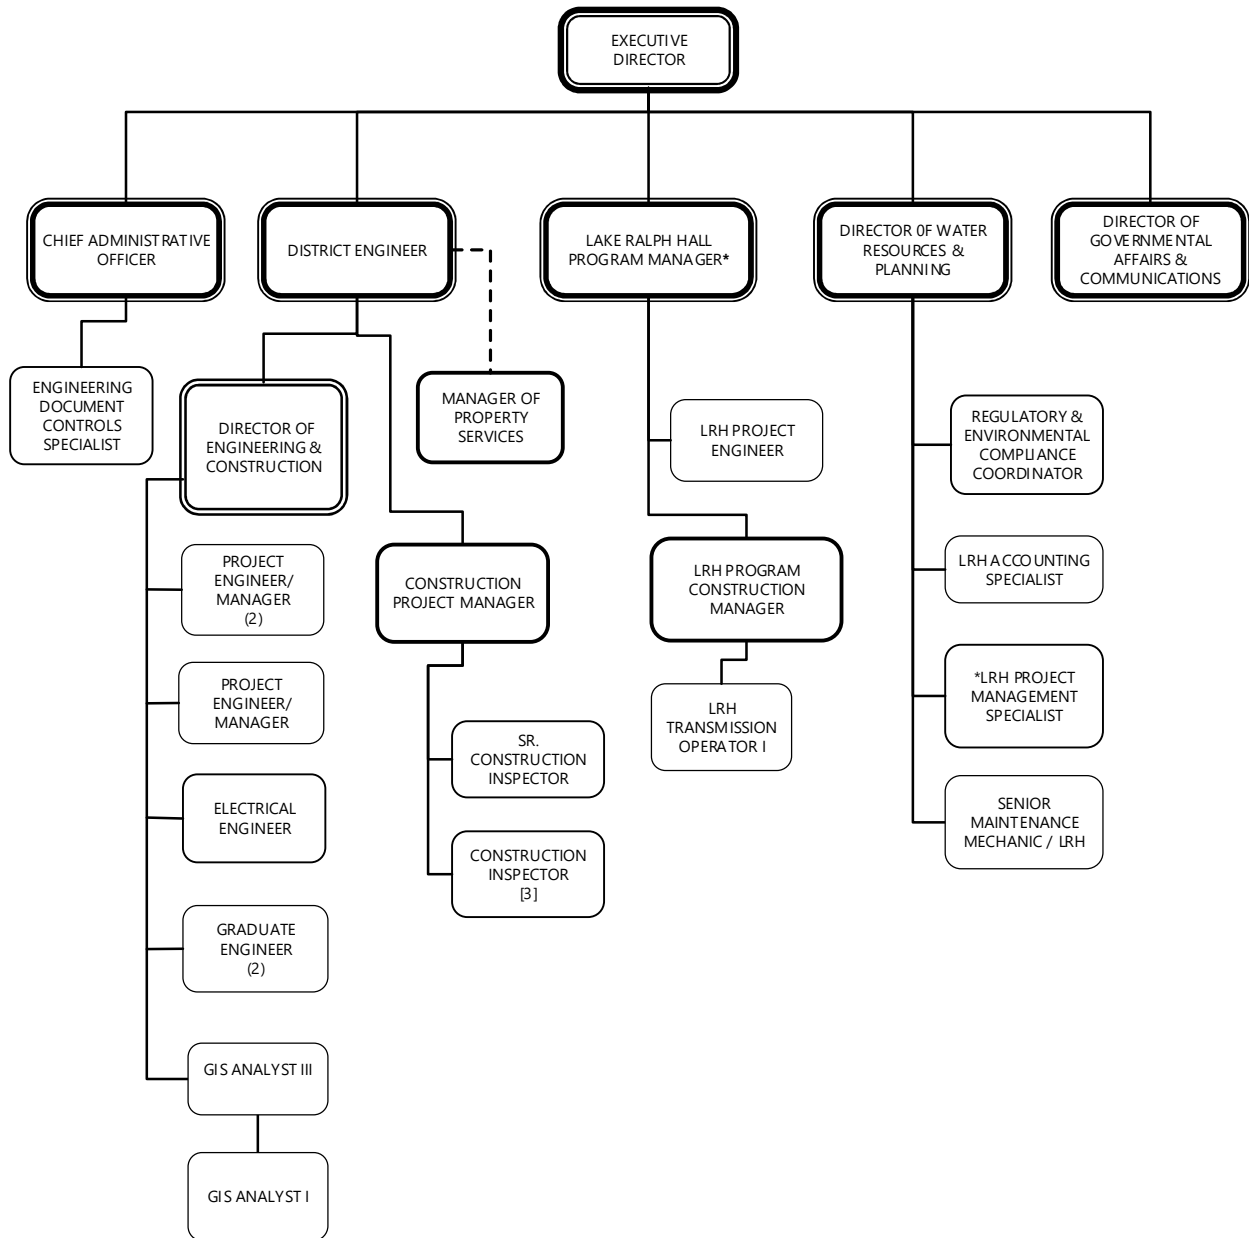 EXECUTIVE
DIRECTOR
CHIEF ADMINISTRATIVE
OFFICER
DISTRICT ENGINEER
LAKE RALPH HALL
PROGRAM MANAGER*
DIRECTOR 0F WATER
RESOURCES &
PLANNING
DIRECTOR OF
GOVERNMENTAL
AFFAIRS &
COMMUNICATIONS
ENGINEERING
DOCUMENT
CONTROLS
SPECIALIST
DIRECTOR OF
ENGINEERING &
CONSTRUCTION
MANAGER OF
PROPERTY
SERVICES
LRH PROJECT
ENGINEER
REGULATORY &
ENVIRONMENTAL
COMPLIANCE
COORDINATOR
PROJECT
ENGINEER/
MANAGER
(2)
CONSTRUCTION
PROJECT MANAGER
LRH PROGRAM
CONSTRUCTION
MANAGER
LRH ACCOUNTING
SPECIALIST
PROJECT
ENGINEER/
MANAGER
LRH
TRANSMISSION
OPERATOR I
*LRH PROJECT
MANAGEMENT
SPECIALIST
SR.
CONSTRUCTION
INSPECTOR
ELECTRICAL
ENGINEER
SENIOR
MAINTENANCE
MECHANIC / LRH
CONSTRUCTION
INSPECTOR
[3]
GRADUATE
ENGINEER
(2)
GIS ANALYST III
GIS ANALYST I